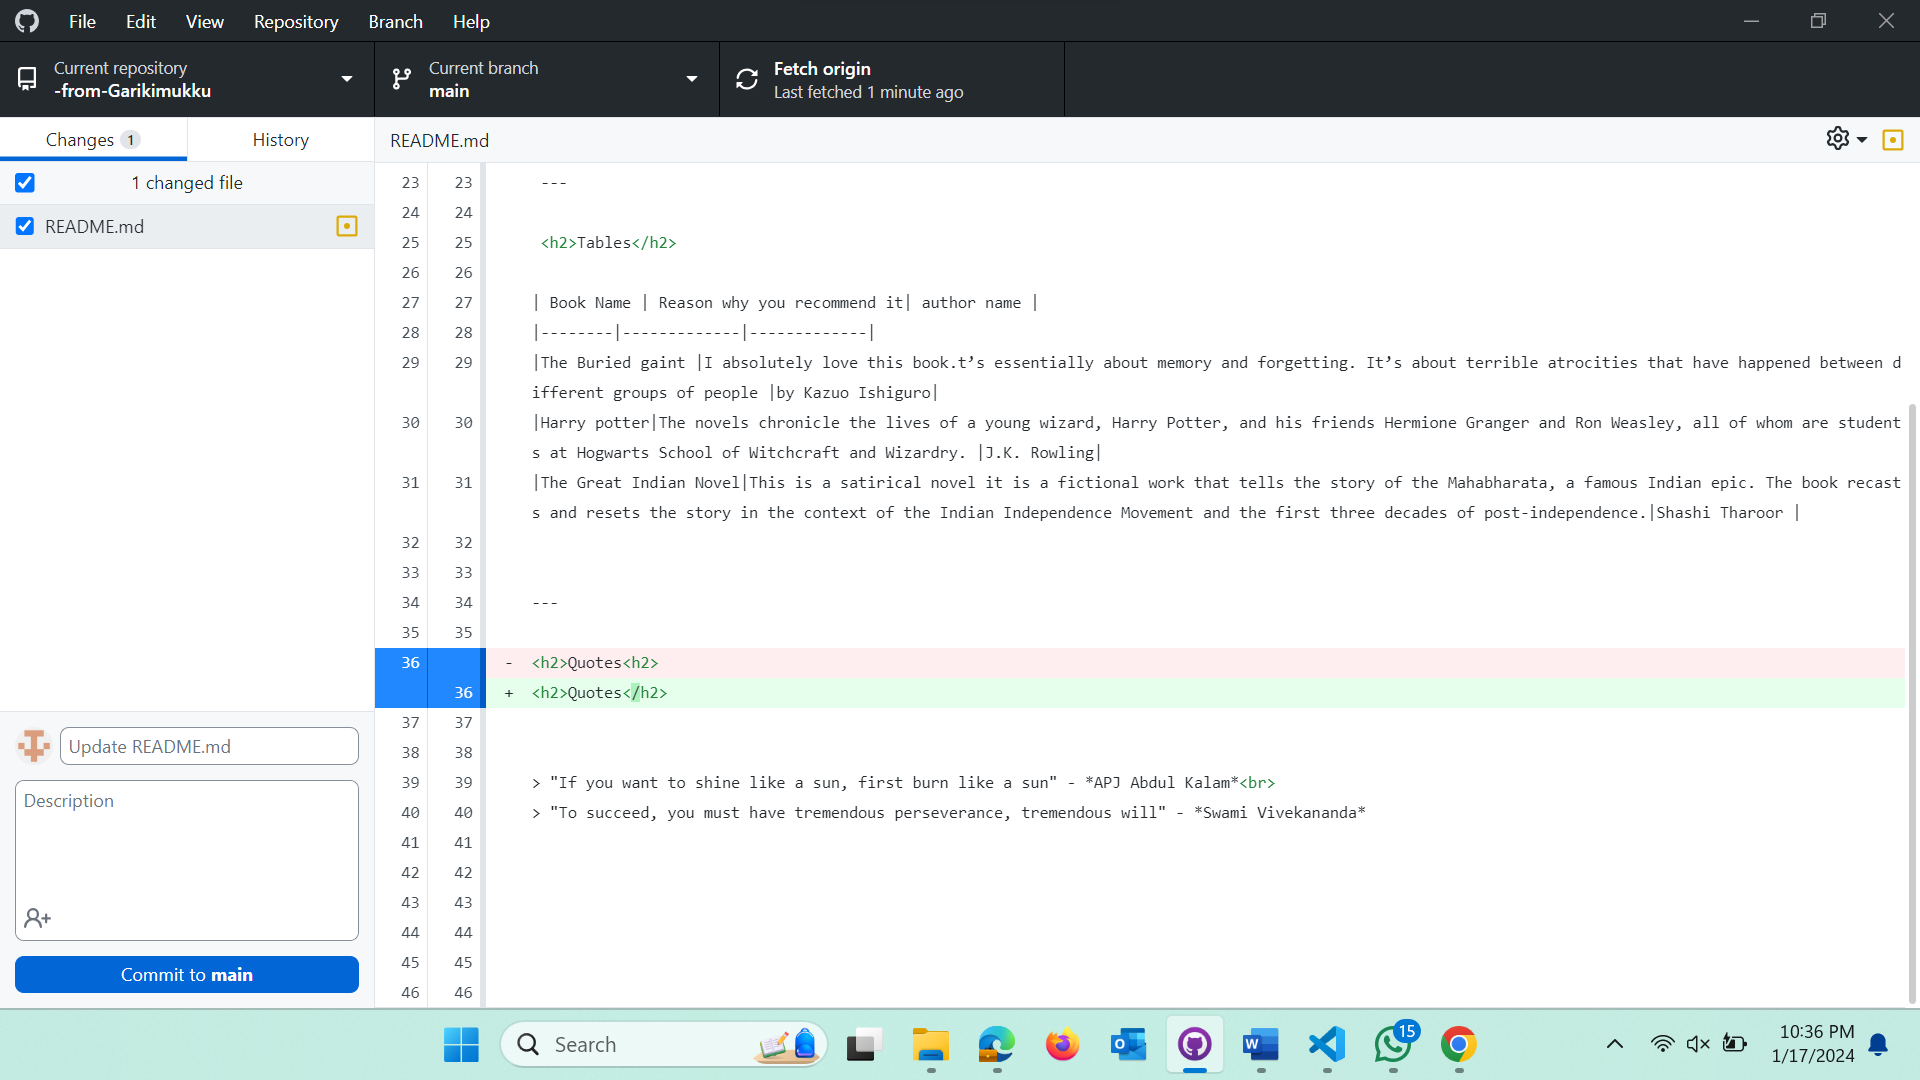 File Edit View Repository Branch Help
Current repository
-from-Garikimukku
Current branch
main
Fetch origin
Last fetched 1 minute ago
Changes 1
History
README.md
1 changed file
README.md
23 23 ---
24 24
25 25 <h2>Tables</h2>
26 26
27 27 | Book Name | Reason why you recommend it| author name |
28 28 |--------|-------------|-------------|
29 29 |The Buried gaint |I absolutely love this book.t’s essentially about memory and forgetting. It’s about terrible atrocities that have happened between d
ifferent groups of people |by Kazuo Ishiguro|
30 30 |Harry potter|The novels chronicle the lives of a young wizard, Harry Potter, and his friends Hermione Granger and Ron Weasley, all of whom are student
s at Hogwarts School of Witchcraft and Wizardry. |J.K. Rowling|
31 31 |The Great Indian Novel|This is a satirical novel it is a fictional work that tells the story of the Mahabharata, a famous Indian epic. The book recast
s and resets the story in the context of the Indian Independence Movement and the first three decades of post-independence.|Shashi Tharoor |
32 32
33 33
34 34 ---
35 35
36 - <h2>Quotes<h2>
36 + <h2>Quotes</h2>
37 37
38 38
39 39 > "If you want to shine like a sun, first burn like a sun" - *APJ Abdul Kalam*<br>
40 40 > "To succeed, you must have tremendous perseverance, tremendous will" - *Swami Vivekananda*
41 41
42 42
43 43
44 44
45 45
46 46
Update README.md
Description
Commit to main
Search
15
10:36 PM
1/17/2024